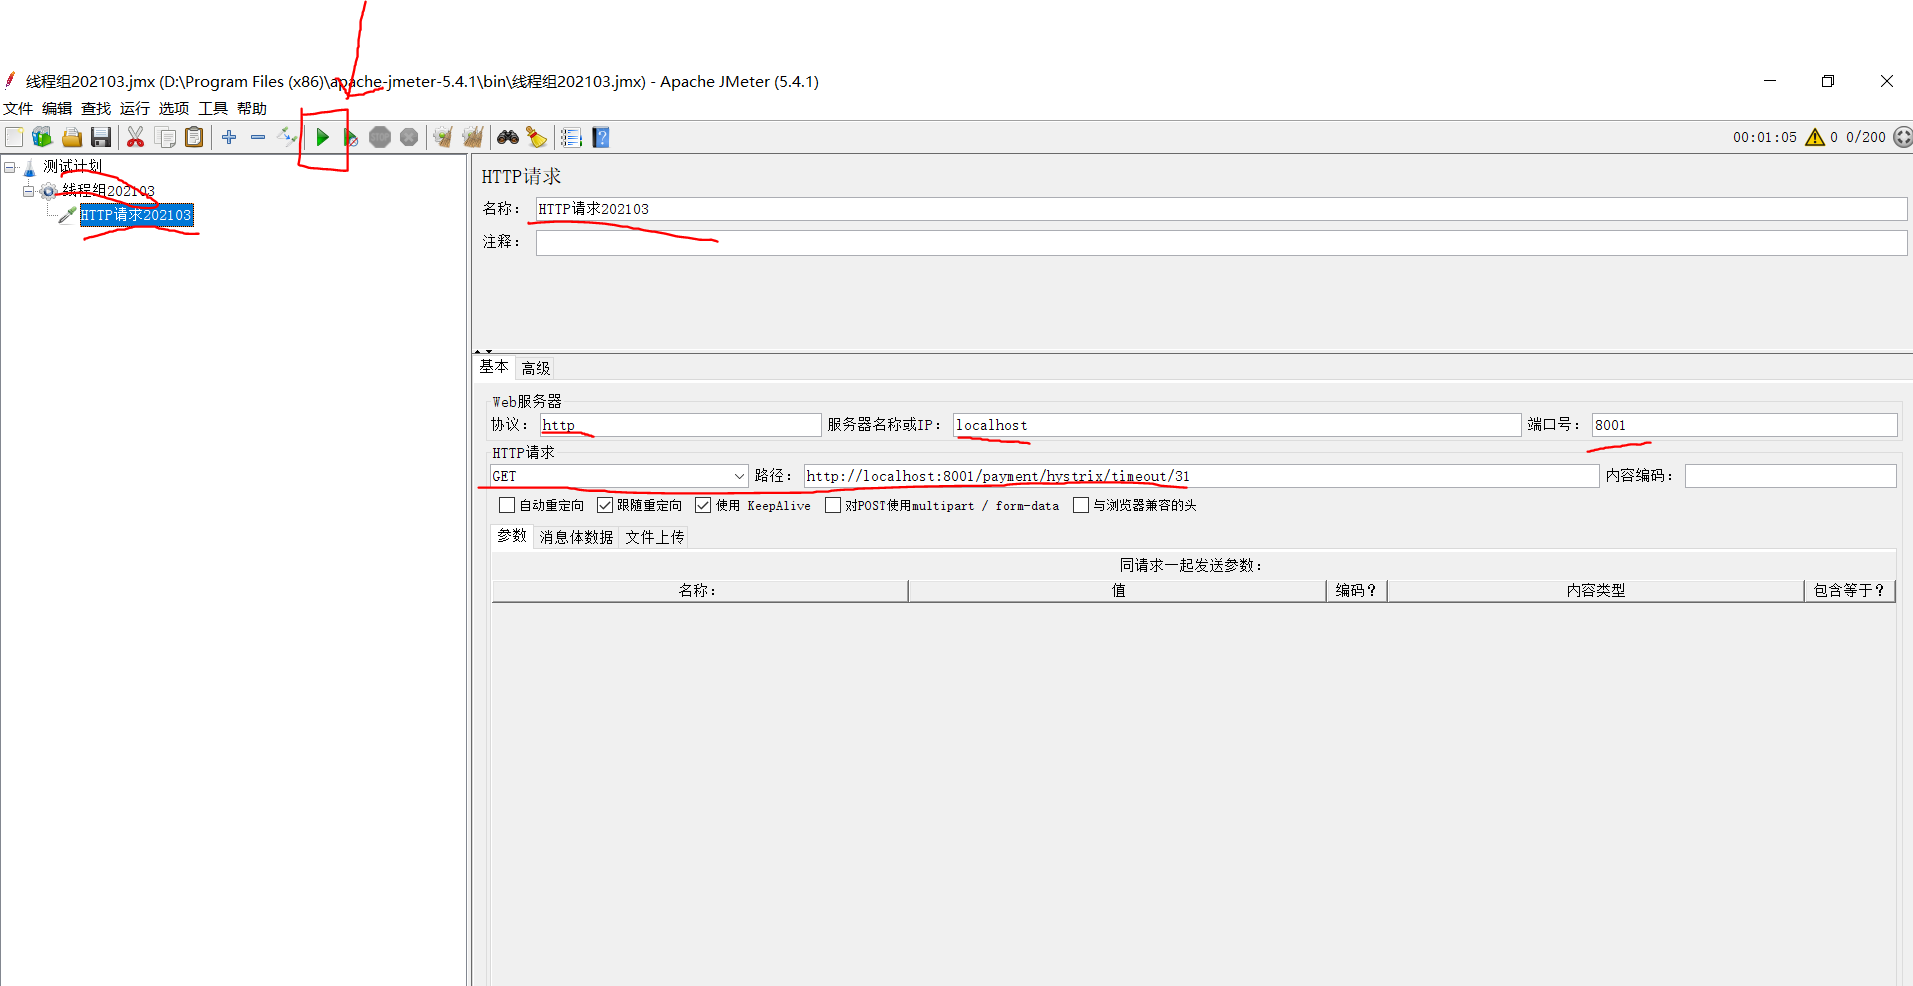 线程组202103.jmx (D:\Program Files (x86)\apache-jmeter-5.4.1\bin\线程组202103.jmx) - Apache JMeter (5.4.1)
文件 编辑 查找 运行 选项 工具 帮助
STOP
00:01:05 0 0/200
测试计划
线程组202103
HTTP请求202103
HTTP请求
名称： HTTP请求202103
注释：
基本 高级
Web服务器
协议： http 服务器名称或IP： localhost 端口号： 8001
HTTP请求
GET 路径： http://localhost:8001/payment/hystrix/timeout/31 内容编码：
自动重定向 跟随重定向 使用 KeepAlive 对POST使用multipart / form-data 与浏览器兼容的头
参数 消息体数据 文件上传
同请求一起发送参数：
名称： 值 编码？ 内容类型 包含等于？